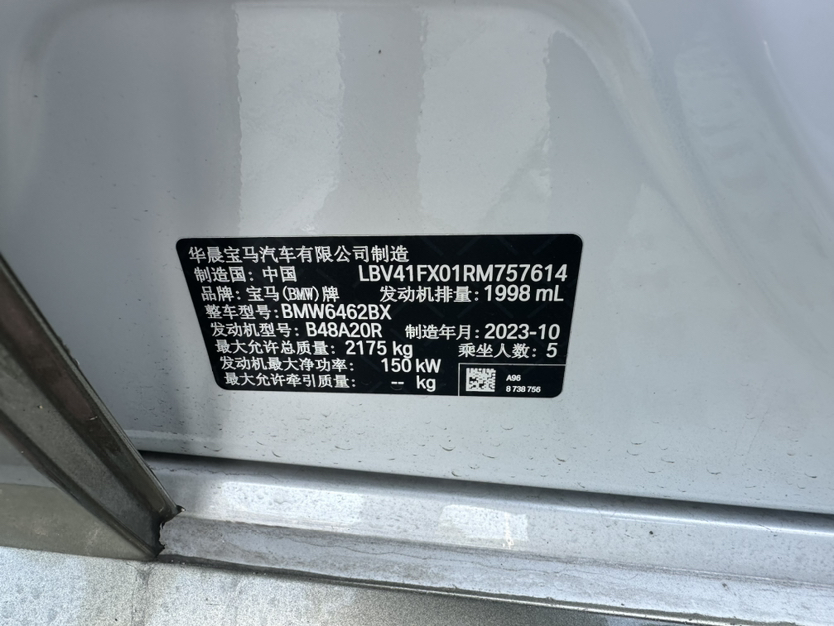 华晨宝马汽车有限公司制造
制造国：中国 LBV41FX01RM757614
品牌：宝马(BMW)牌 发动机排量：1998 mL
整车型号：BMW6462BX
发动机型号：B48A20R 制造年月：2023-10
最大允许总质量：2175 kg 乘坐人数：5
发动机最大净功率： 150 kW
最大允许牵引质量： -- kg
A96
8 738 756